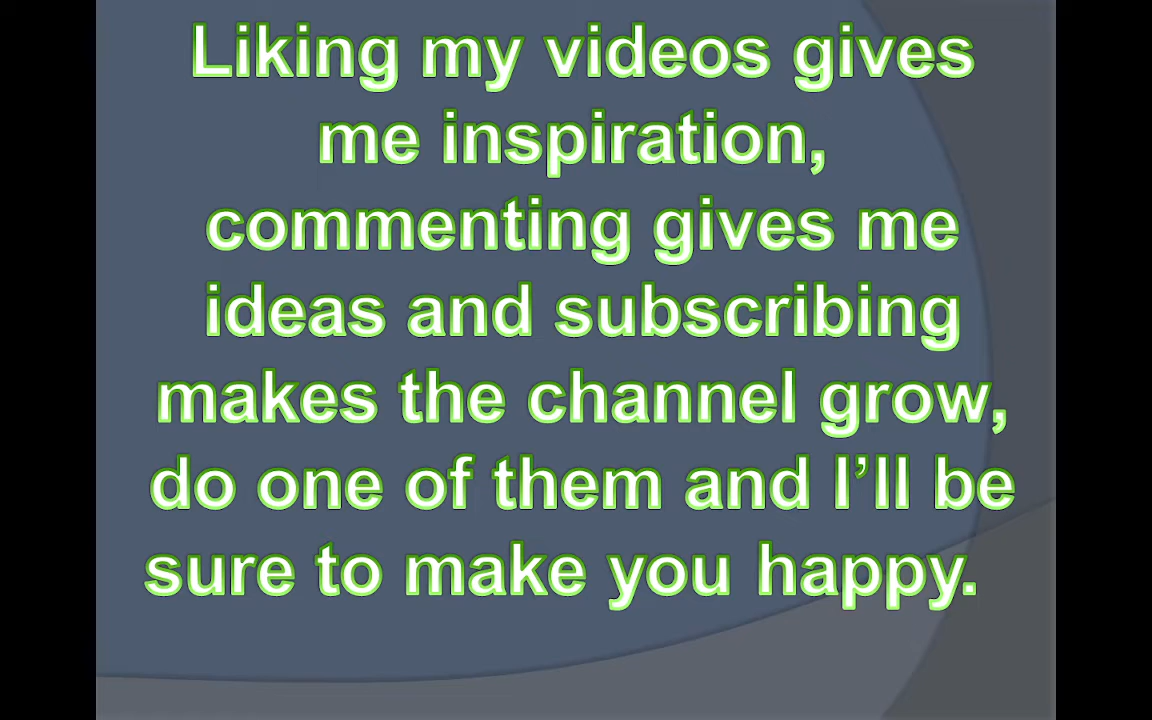 Liking my videos gives
me inspiration,
commenting gives me
ideas and subscribing
makes the channel grow,
do one of them and I’ll be
sure to make you happy.